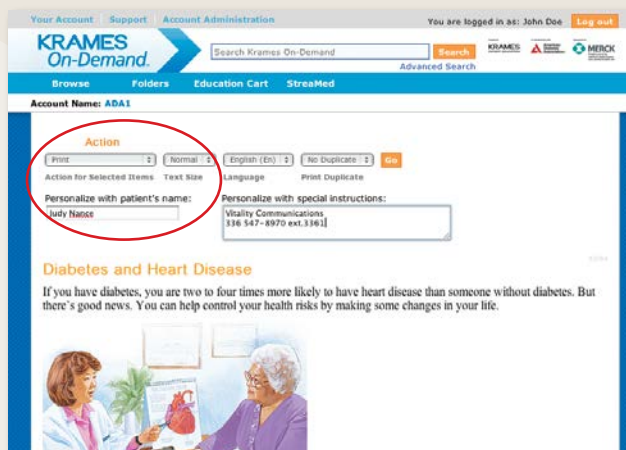 Your Account Support Account Administration You are logged in as: John Doe Log out
KRAMES
On-Demand
Search Krames On-Demand Search KRAMES MERCK
Advanced Search
Browse Folders Education Cart StreaMed
Account Name: ADA1
Action
Print Normal English (En) No Duplicate Go
Action for Selected Items Text Size Language Print Duplicate
Personalize with patient's name: Personalize with special instructions:
Judy Nance Vitality Communications
336 547-8970 ext.3361
Diabetes and Heart Disease
If you have diabetes, you are two to four times more likely to have heart disease than someone without diabetes. But
there's good news. You can help control your health risks by making some changes in your life.